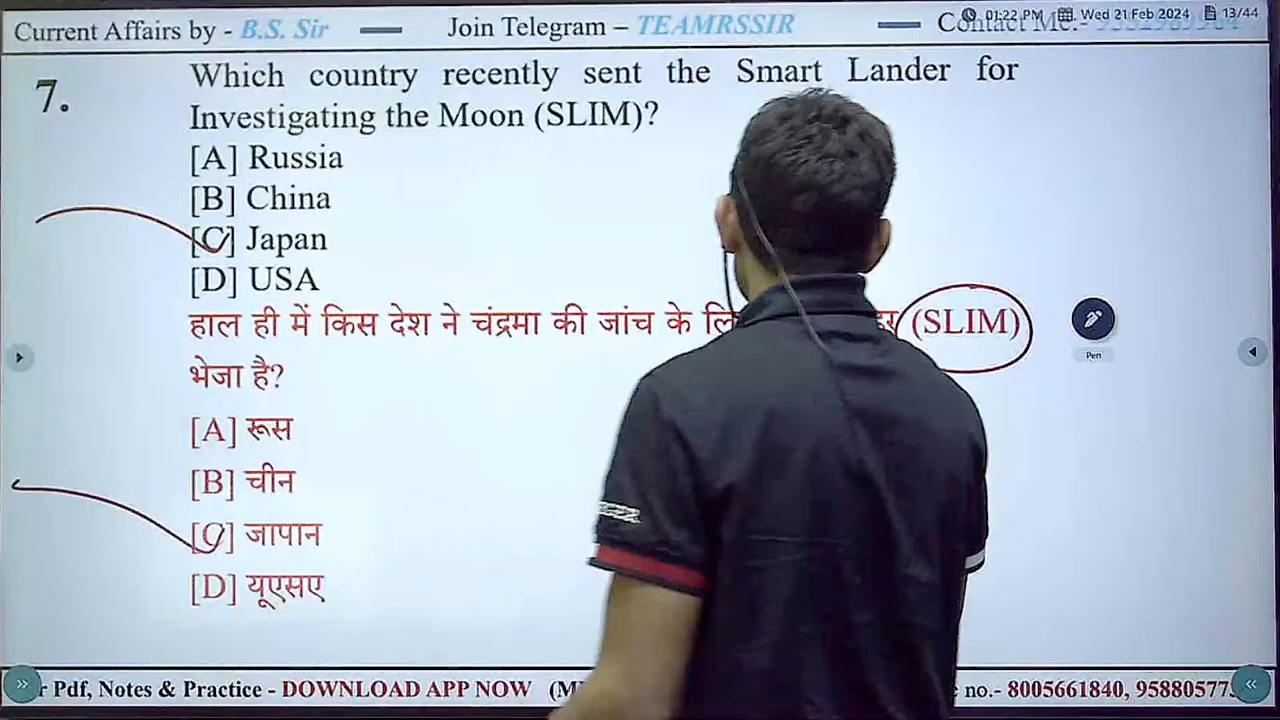 Current Affairs by - B.S. Sir
Join Telegram – TEAMRSSIR
Contact Me:-
01:22 PM Wed 21 Feb 2024 13/44
7. Which country recently sent the Smart Lander for
Investigating the Moon (SLIM)?
[A] Russia
[B] China
[C] Japan
[D] USA
हाल ही में किस देश ने चंद्रमा की जांच के (SLIM)
भेजा है?
[A] रूस
[B] चीन
[C] जापान
[D] यूएसए
Pen
Pdf, Notes & Practice - DOWNLOAD APP NOW
no.- 8005661840,